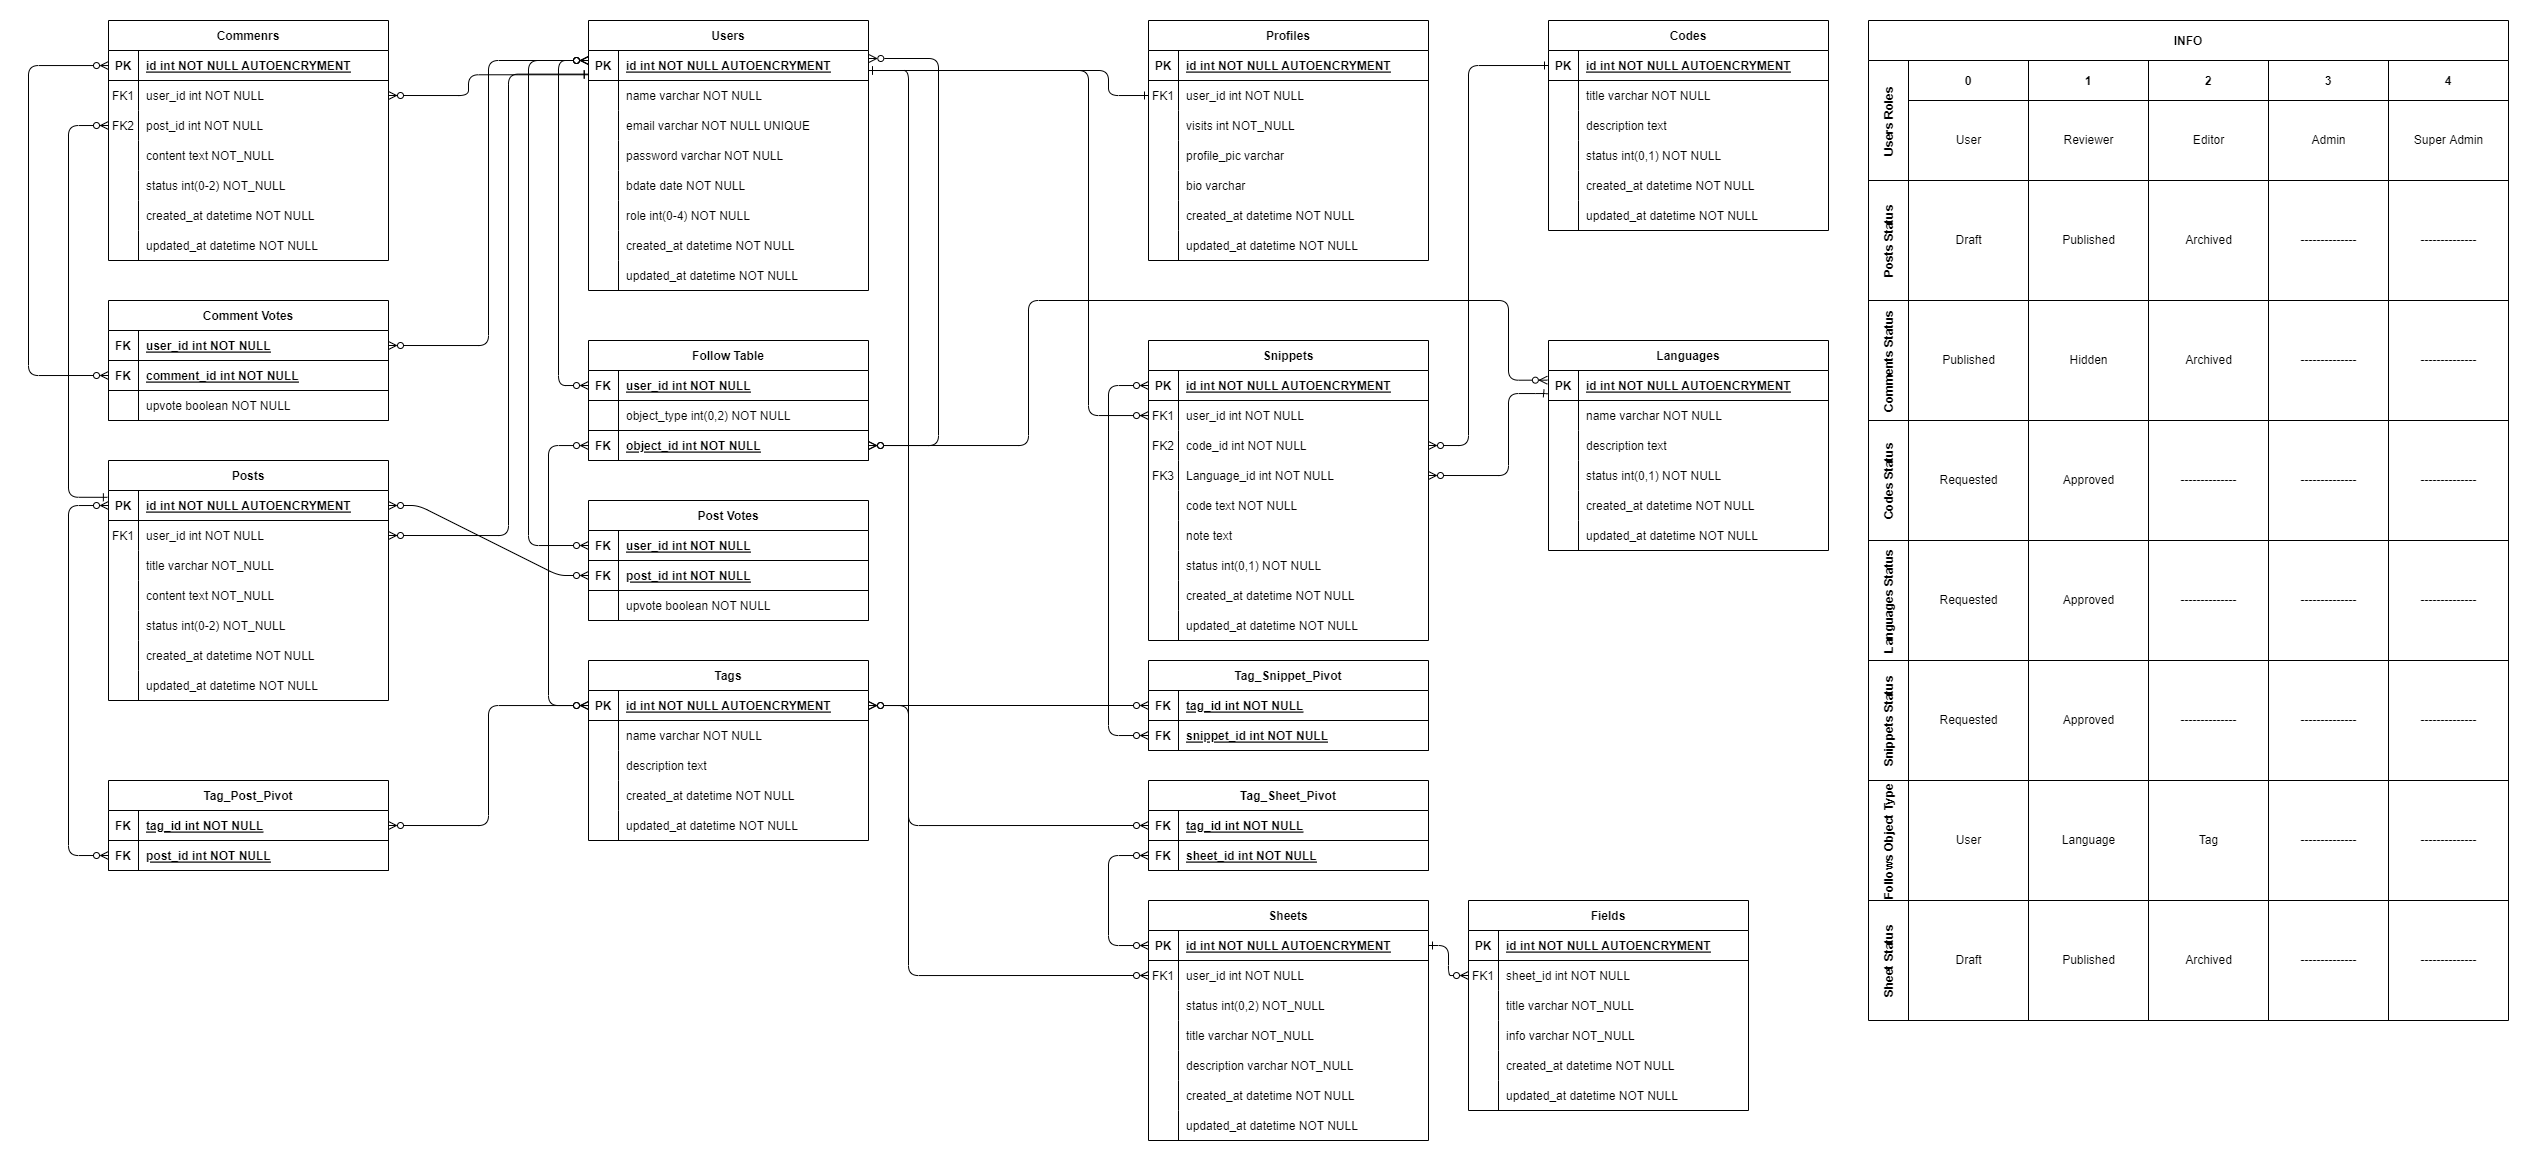 Commenrs
PK id int NOT NULL AUTOENCRYMENT
FK1 user_id int NOT NULL
FK2 post_id int NOT NULL
content text NOT_NULL
status int(0-2) NOT_NULL
created_at datetime NOT NULL
updated_at datetime NOT NULL
Comment Votes
FK user_id int NOT NULL
FK comment_id int NOT NULL
upvote boolean NOT NULL
Posts
PK id int NOT NULL AUTOENCRYMENT
FK1 user_id int NOT NULL
title varchar NOT_NULL
content text NOT_NULL
status int(0-2) NOT_NULL
created_at datetime NOT NULL
updated_at datetime NOT NULL
Tag_Post_Pivot
FK tag_id int NOT NULL
FK post_id int NOT NULL
Users
PK id int NOT NULL AUTOENCRYMENT
name varchar NOT NULL
email varchar NOT NULL UNIQUE
password varchar NOT NULL
bdate date NOT NULL
role int(0-4) NOT NULL
created_at datetime NOT NULL
updated_at datetime NOT NULL
Follow Table
FK user_id int NOT NULL
object_type int(0,2) NOT NULL
FK object_id int NOT NULL
Post Votes
FK user_id int NOT NULL
FK post_id int NOT NULL
upvote boolean NOT NULL
Tags
PK id int NOT NULL AUTOENCRYMENT
name varchar NOT NULL
description text
created_at datetime NOT NULL
updated_at datetime NOT NULL
Profiles
PK id int NOT NULL AUTOENCRYMENT
FK1 user_id int NOT NULL
visits int NOT_NULL
profile_pic varchar
bio varchar
created_at datetime NOT NULL
updated_at datetime NOT NULL
Snippets
PK id int NOT NULL AUTOENCRYMENT
FK1 user_id int NOT NULL
FK2 code_id int NOT NULL
FK3 Language_id int NOT NULL
code text NOT NULL
note text
status int(0,1) NOT NULL
created_at datetime NOT NULL
updated_at datetime NOT NULL
Tag_Snippet_Pivot
FK tag_id int NOT NULL
FK snippet_id int NOT NULL
Tag_Sheet_Pivot
FK tag_id int NOT NULL
FK sheet_id int NOT NULL
Sheets
PK id int NOT NULL AUTOENCRYMENT
FK1 user_id int NOT NULL
status int(0,2) NOT_NULL
title varchar NOT_NULL
description varchar NOT_NULL
created_at datetime NOT NULL
updated_at datetime NOT NULL
Codes
PK id int NOT NULL AUTOENCRYMENT
title varchar NOT NULL
description text
status int(0,1) NOT NULL
created_at datetime NOT NULL
updated_at datetime NOT NULL
Languages
PK id int NOT NULL AUTOENCRYMENT
name varchar NOT NULL
description text
status int(0,1) NOT NULL
created_at datetime NOT NULL
updated_at datetime NOT NULL
Fields
PK id int NOT NULL AUTOENCRYMENT
FK1 sheet_id int NOT NULL
title varchar NOT_NULL
info varchar NOT_NULL
created_at datetime NOT NULL
updated_at datetime NOT NULL
INFO
Users Roles
0 1 2 3 4
User Reviewer Editor Admin Super Admin
Posts Status
Draft Published Archived -------------- --------------
Comments Status
Published Hidden Archived -------------- --------------
Codes Status
Requested Approved -------------- -------------- --------------
Languages Status
Requested Approved -------------- -------------- --------------
Snippets Status
Requested Approved -------------- -------------- --------------
Follows Object Type
User Language Tag -------------- --------------
Sheet Status
Draft Published Archived -------------- --------------